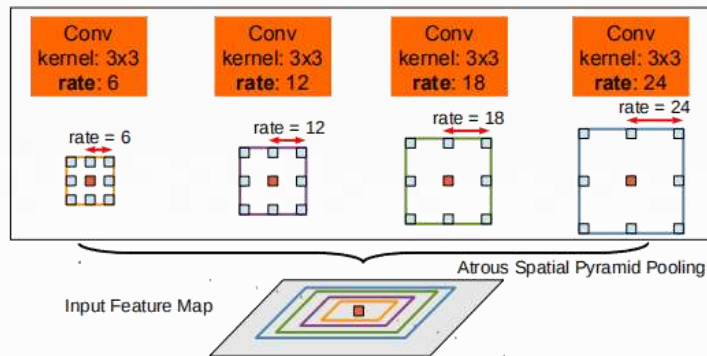 Conv
kernel: 3x3
rate: 6
Conv
kernel: 3x3
rate: 12
Conv
kernel: 3x3
rate: 18
Conv
kernel: 3x3
rate: 24
rate = 6
rate = 12
rate = 18
rate = 24
Atrous Spatial Pyramid Pooling
Input Feature Map